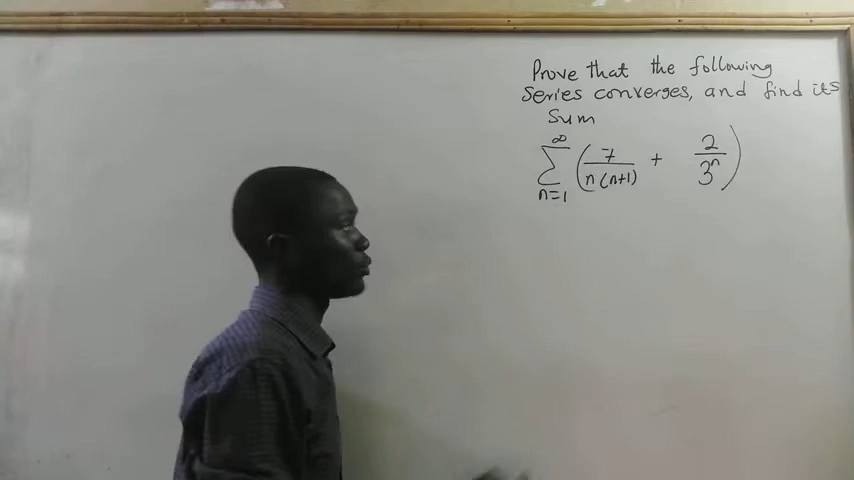 Prove that the following
Series converges, and find its
Sum
∞
∑ ( 7/n(n+1) + 2/3ⁿ )
n=1